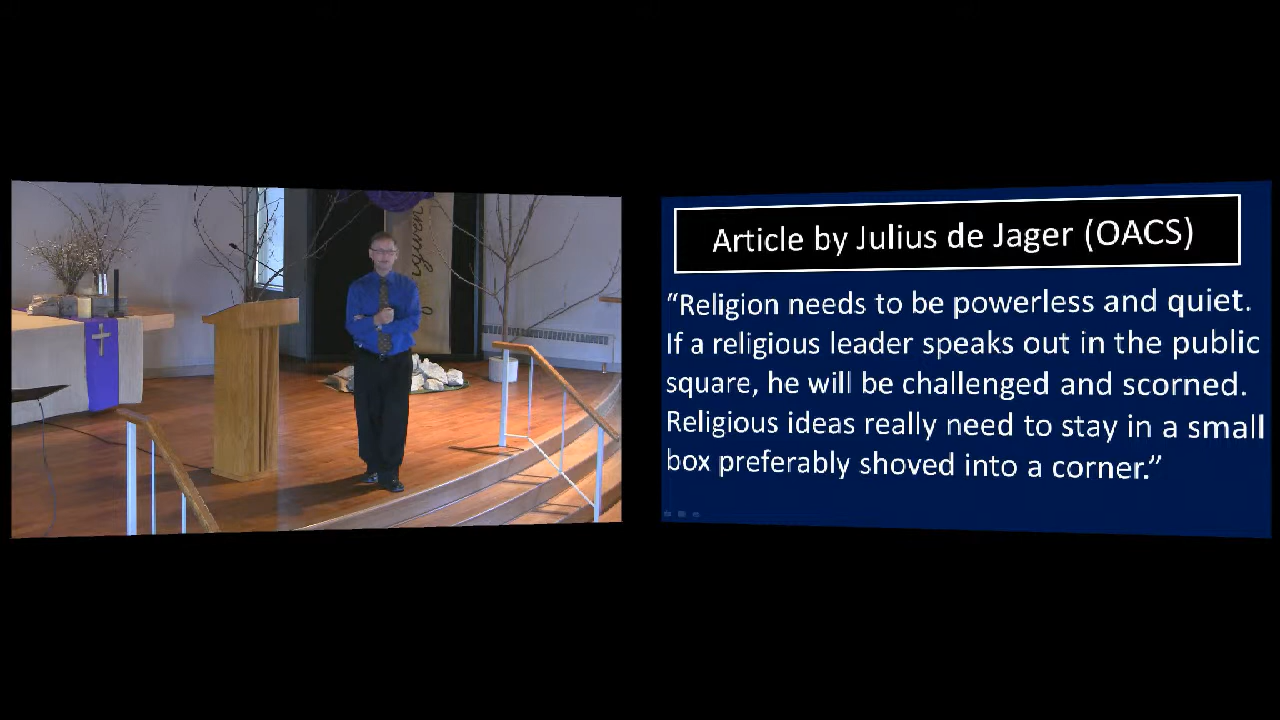 given
Article by Julius de Jager (OACS)
“Religion needs to be powerless and quiet.
If a religious leader speaks out in the public
square, he will be challenged and scorned.
Religious ideas really need to stay in a small
box preferably shoved into a corner.”